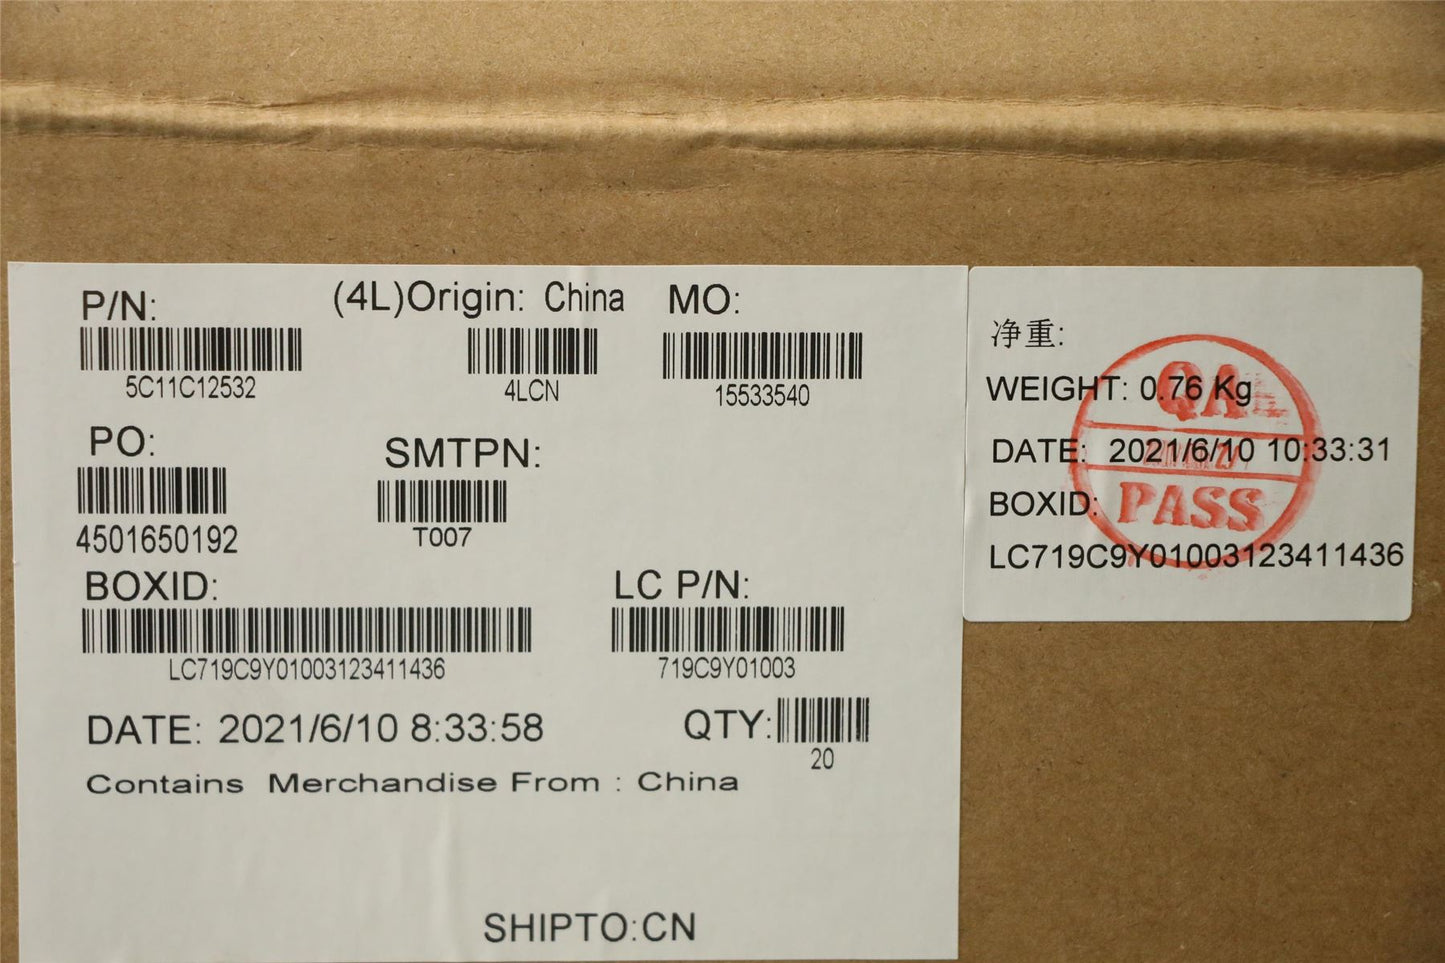 P/N:
(4L)Origin: China
MO:
5C11C12532
4LCN
15533540
PO:
SMTPN:
4501650192
T007
BOXID:
LC P/N:
LC719C9Y01003123411436
719C9Y01003
DATE: 2021/6/10 8:33:58
QTY:
20
Contains Merchandise From : China
SHIPTO:CN
净重:
WEIGHT: 0.76 Kg
DATE: 2021/6/10 10:33:31
BOXID:
LC719C9Y01003123411436
QA
PASS